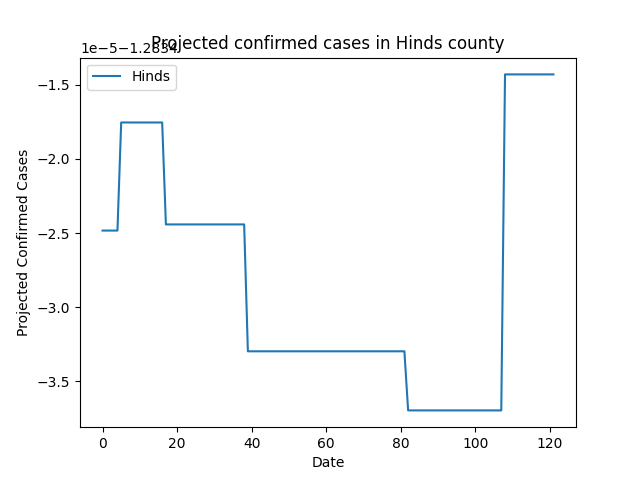 1e−5−1.2834
Projected confirmed cases in Hinds county
Hinds
−1.5
−2.0
−2.5
−3.0
−3.5
Projected Confirmed Cases
0 20 40 60 80 100 120
Date